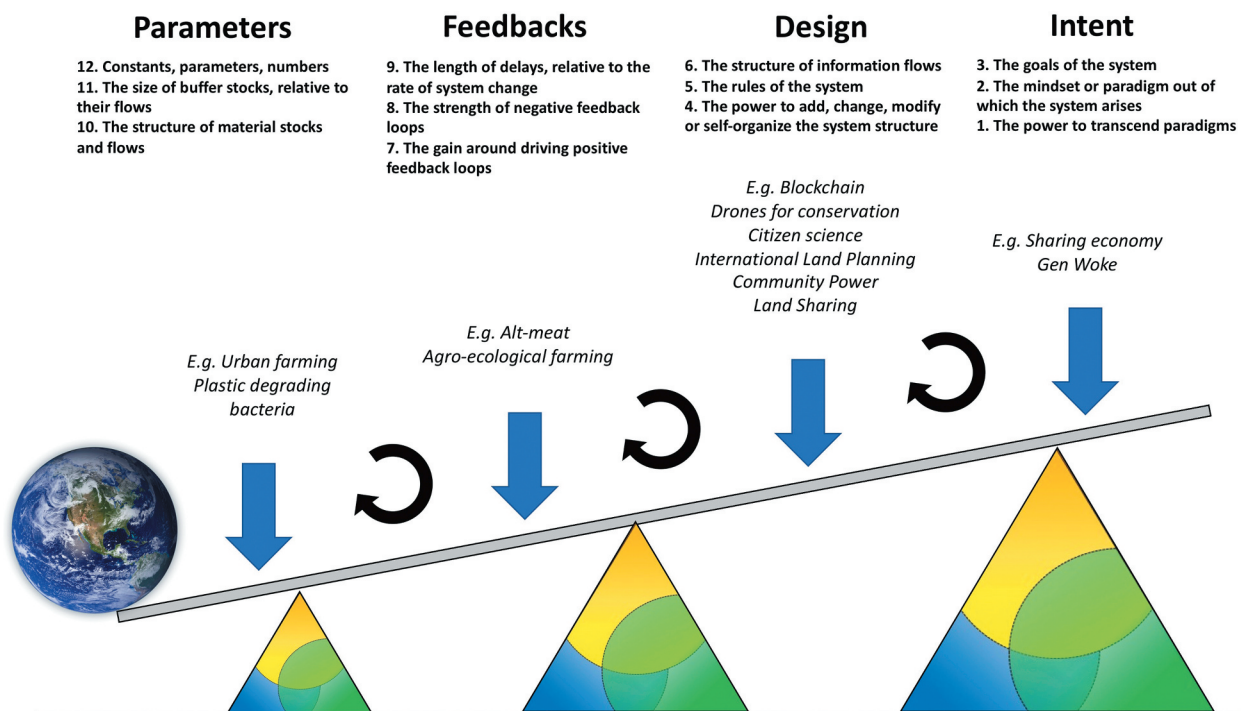 Parameters
12. Constants, parameters, numbers
11. The size of buffer stocks, relative to
their flows
10. The structure of material stocks
and flows
Feedbacks
9. The length of delays, relative to the
rate of system change
8. The strength of negative feedback
loops
7. The gain around driving positive
feedback loops
Design
6. The structure of information flows
5. The rules of the system
4. The power to add, change, modify
or self-organize the system structure
Intent
3. The goals of the system
2. The mindset or paradigm out of
which the system arises
1. The power to transcend paradigms
E.g. Urban farming
Plastic degrading
bacteria
E.g. Alt-meat
Agro-ecological farming
E.g. Blockchain
Drones for conservation
Citizen science
International Land Planning
Community Power
Land Sharing
E.g. Sharing economy
Gen Woke